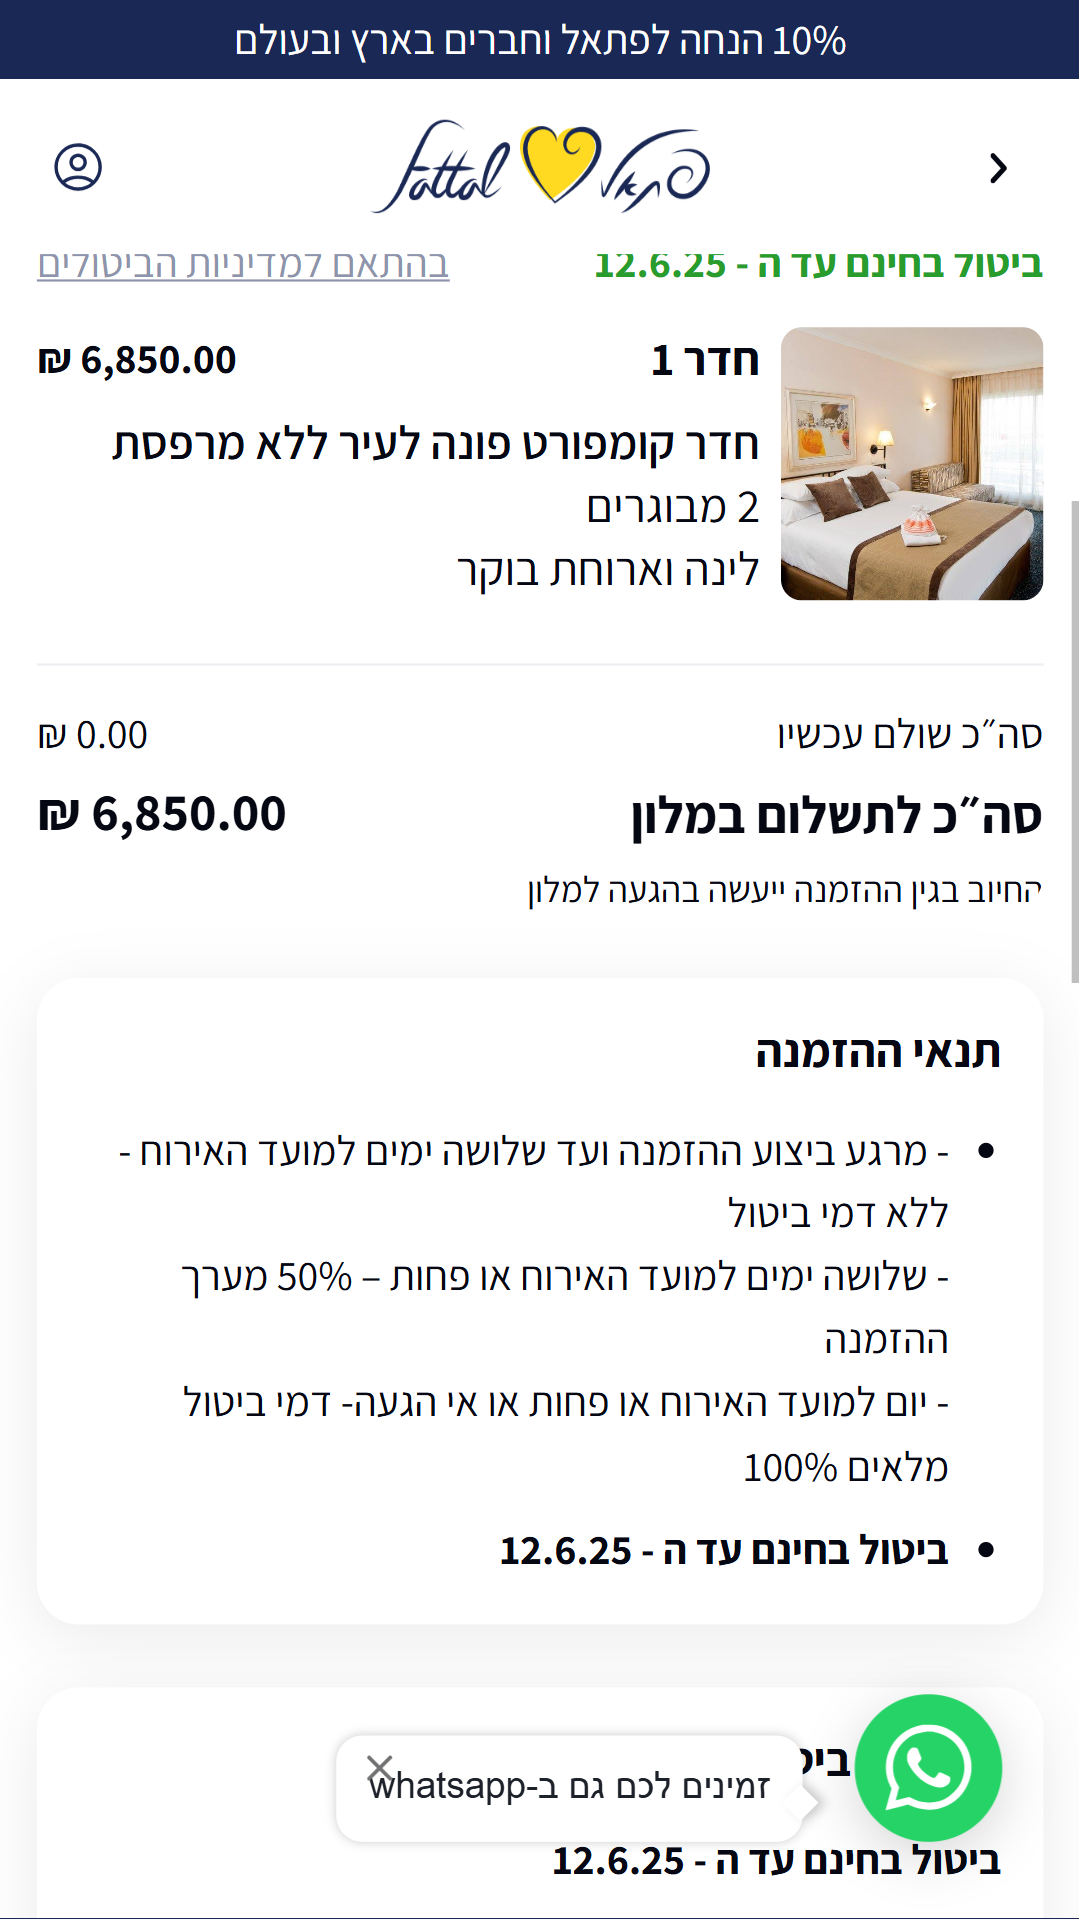 10% הנחה לפתאל וחברים בארץ ובעולם
Fattal פתאל
ביטול בחינם עד ה - 12.6.25
בהתאם למדיניות הביטולים
חדר 1
6,850.00 ₪
חדר קומפורט פונה לעיר ללא מרפסת
2 מבוגרים
לינה וארוחת בוקר
סה״כ שולם עכשיו
0.00 ₪
סה״כ לתשלום במלון
6,850.00 ₪
החיוב בגין ההזמנה ייעשה בהגעה למלון
תנאי ההזמנה
• - מרגע ביצוע ההזמנה ועד שלושה ימים למועד האירוח -
ללא דמי ביטול
- שלושה ימים למועד האירוח או פחות – 50% מערך
ההזמנה
- יום למועד האירוח או פחות או אי הגעה- דמי ביטול
מלאים 100%
• ביטול בחינם עד ה - 12.6.25
זמינים לכם גם ב-whatsapp
ביטול בחינם עד ה - 12.6.25